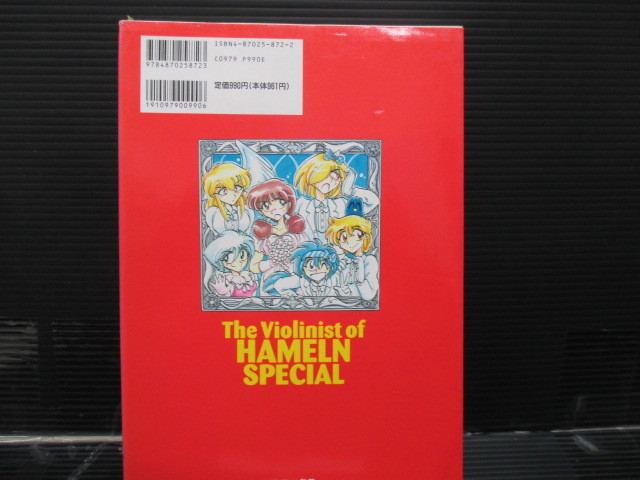 ISBN4-87025-872-2
C0979 P990E
9784870258723
定価990円(本体961円)
1910979009906
The Violinist of
HAMELN
SPECIAL